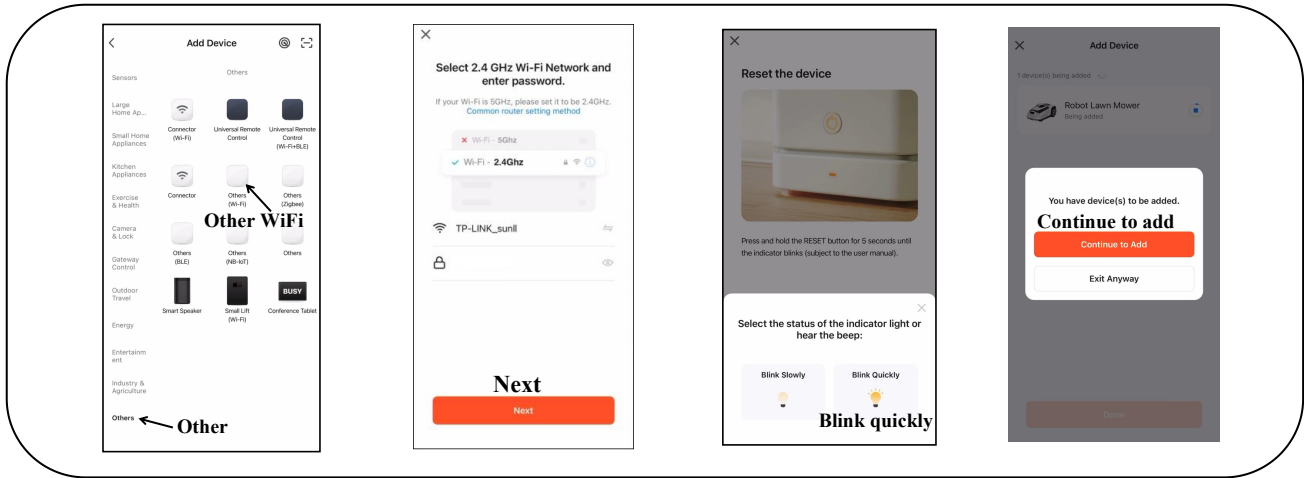 Add Device
Sensors
Others
Large
Home Ap...
Connector
(Wi-Fi)
Universal Remote
Control
Universal Remote
Control
(Wi-Fi+BLE)
Small Home
Appliances
Kitchen
Appliances
Connector
Others
(Wi-Fi)
Others
(Zigbee)
Exercise
& Health
Other WiFi
Camera
& Lock
Others
(BLE)
Others
(NB-IoT)
Others
Gateway
Control
Outdoor
Travel
BUSY
Smart Speaker
Small Lift
(Wi-Fi)
Conference Tablet
Energy
Entertainm
ent
Industry &
Agriculture
Others
Other
Select 2.4 GHz Wi-Fi Network and
enter password.
If your Wi-Fi is 5GHz, please set it to be 2.4GHz.
Common router setting
method
Wi-Fi - 5Ghz
Wi-Fi - 2.4Ghz
TP-LINK_sunll
Next
Next
Reset the device
Press and hold the RESET button for 5 seconds until
the indicator blinks (subject to the user manual).
Select the status of the indicator light or
hear the beep:
Blink Slowly
Blink Quickly
Blink quickly
Add Device
1 device(s) being added
Robot Lawn Mower
Being added
You have device(s) to be added.
Continue to add
Continue to Add
Exit Anyway
Done